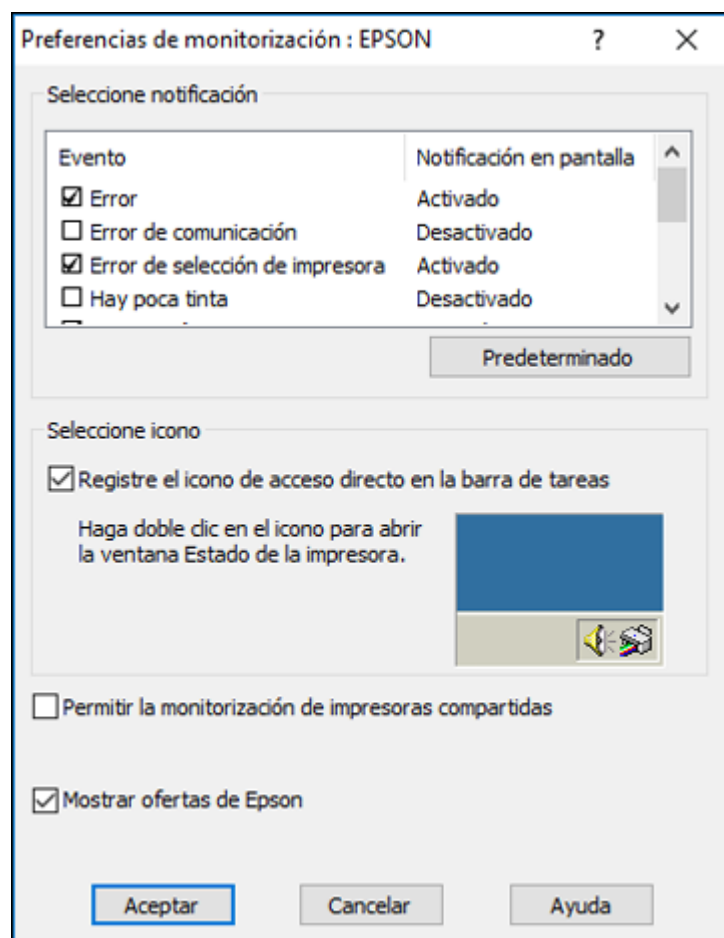 Preferencias de monitorización : EPSON ? ×
Seleccione notificación
Evento Notificación en pantalla
Error Activado
Error de comunicación Desactivado
Error de selección de impresora Activado
Hay poca tinta Desactivado
Predeterminado
Seleccione icono
Registre el icono de acceso directo en la barra de tareas
Haga doble clic en el icono para abrir
la ventana Estado de la impresora.
Permitir la monitorización de impresoras compartidas
Mostrar ofertas de Epson
Aceptar Cancelar Ayuda